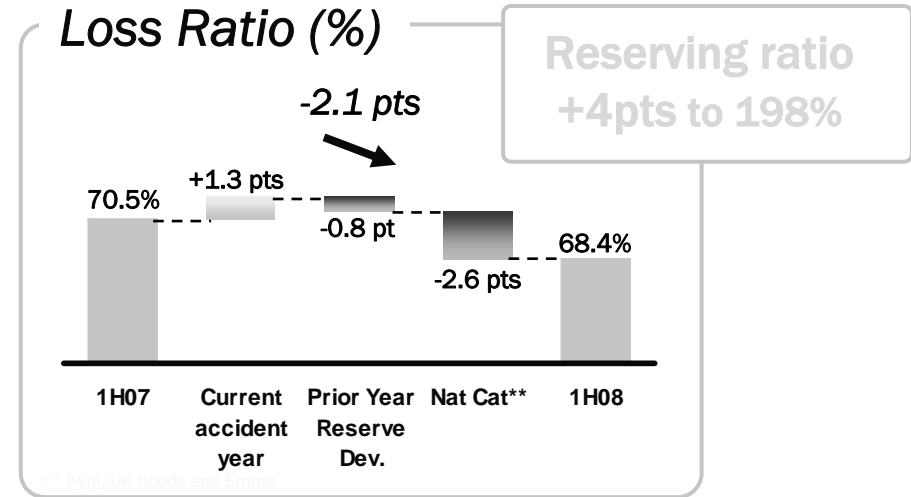 Loss Ratio (%)
Reserving ratio
+4pts to 198%
-2.1 pts
+1.3 pts
70.5%
-0.8 pt
68.4%
-2.6 pts
1H07
Current
accident
year
Prior Year
Reserve
Dev.
Nat Cat**
1H08
** Kyril, UK floods and Emma